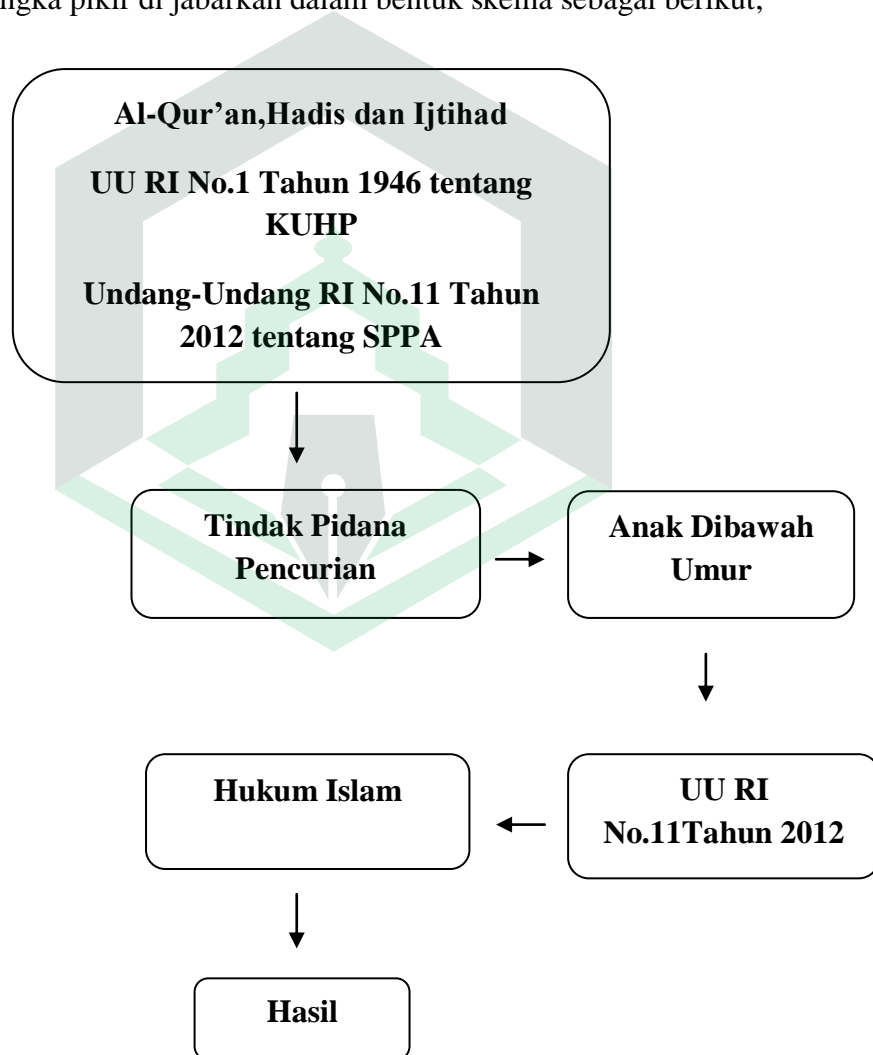 pikir di jabarkan dalam bentuk skema sebagai berikut,
Al-Qur’an,Hadis dan Ijtihad
UU RI No.1 Tahun 1946 tentang
KUHP
Undang-Undang RI No.11 Tahun
2012 tentang SPPA
Tindak Pidana
Pencurian
Anak Dibawah
Umur
UU RI
No.11Tahun 2012
Hukum Islam
Hasil